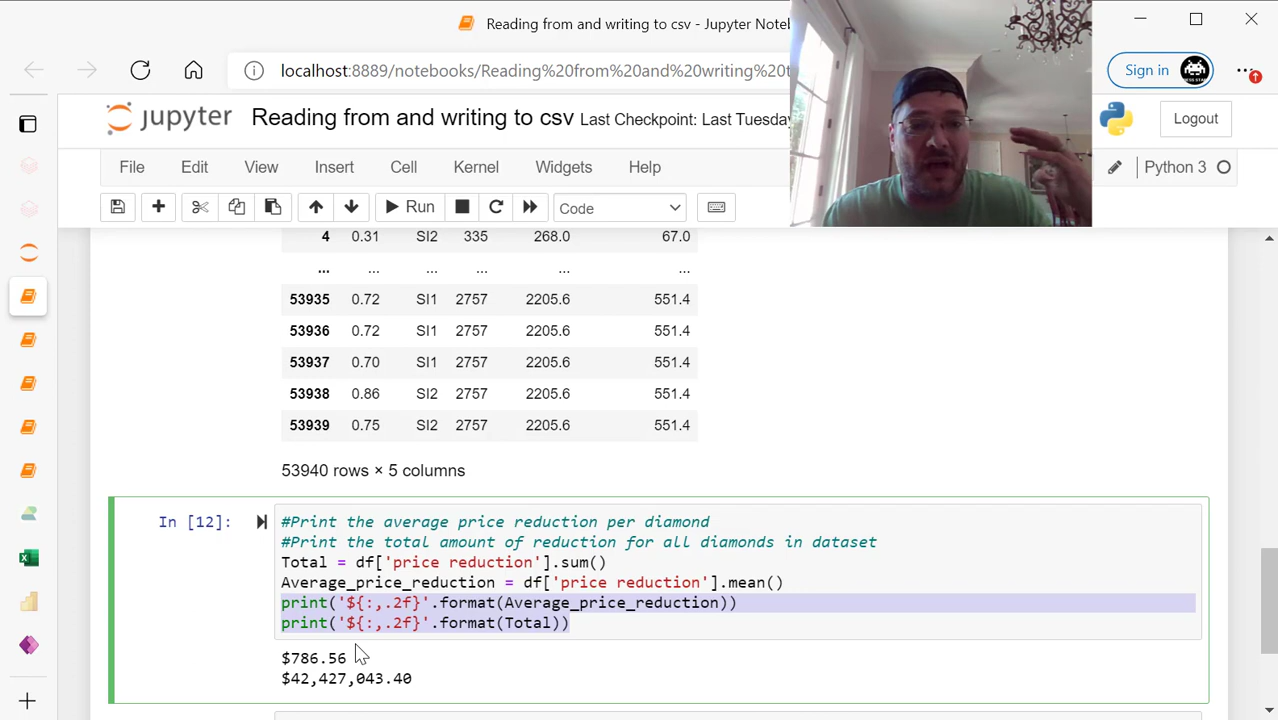 Reading from and writing to csv - Jupyter Noteb
Sign in
localhost:8889/notebooks/Reading%20from%20and%20writing%20t
jupyter Reading from and writing to csv Last Checkpoint: Last Tuesday
Logout
File Edit View Insert Cell Kernel Widgets Help
Python 3
Run
Code
4 0.31 SI2 335 268.0 67.0
... ... ... ... ... ...
53935 0.72 SI1 2757 2205.6 551.4
53936 0.72 SI1 2757 2205.6 551.4
53937 0.70 SI1 2757 2205.6 551.4
53938 0.86 SI2 2757 2205.6 551.4
53939 0.75 SI2 2757 2205.6 551.4
53940 rows × 5 columns
In [12]:
#Print the average price reduction per diamond
#Print the total amount of reduction for all diamonds in dataset
Total = df['price reduction'].sum()
Average_price_reduction = df['price reduction'].mean()
print('${:,.2f}'.format(Average_price_reduction))
print('${:,.2f}'.format(Total))
$786.56
$42,427,043.40